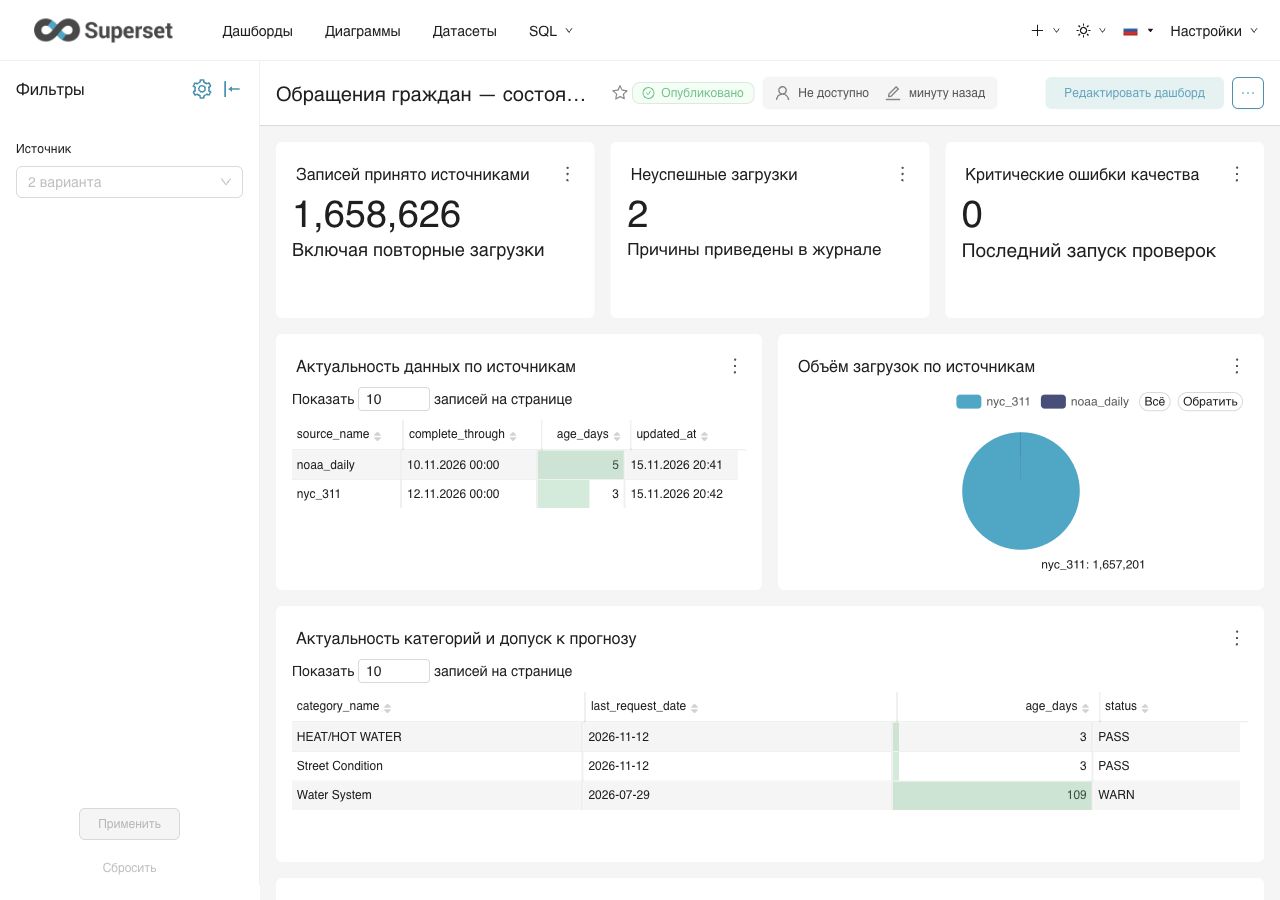 Superset Дашборды Диаграммы Датасеты SQL Настройки
Фильтры
Источник
2 варианта
Применить
Сбросить
Обращения граждан — состоя… Опубликовано Не доступно минуту назад Редактировать дашборд ...
Записей принято источниками
1,658,626
Включая повторные загрузки
Неуспешные загрузки
2
Причины приведены в журнале
Критические ошибки качества
0
Последний запуск проверок
Актуальность данных по источникам
Показать 10 записей на странице
source_name complete_through age_days updated_at
noaa_daily 10.11.2026 00:00 5 15.11.2026 20:41
nyc_311 12.11.2026 00:00 3 15.11.2026 20:42
Объём загрузок по источникам
nyc_311 noaa_daily Всё Обратить
nyc_311: 1,657,201
Актуальность категорий и допуск к прогнозу
Показать 10 записей на странице
category_name last_request_date age_days status
HEAT/HOT WATER 2026-11-12 3 PASS
Street Condition 2026-11-12 3 PASS
Water System 2026-07-29 109 WARN